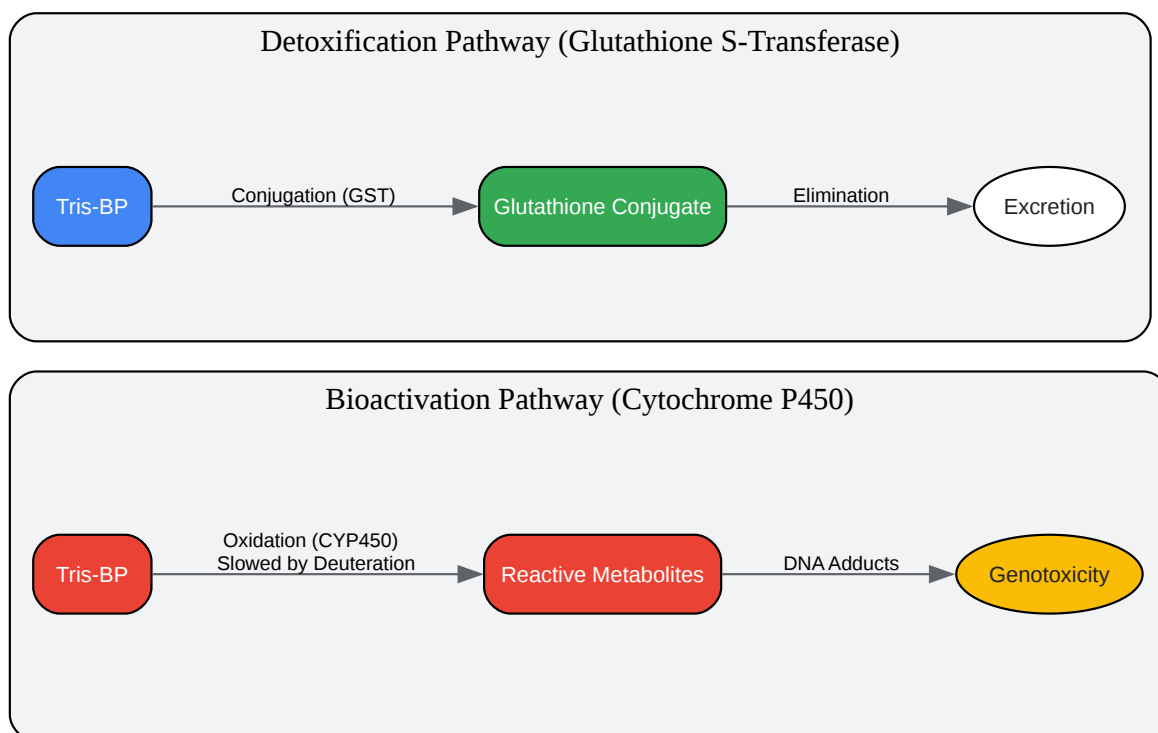 Detoxification Pathway (Glutathione S-Transferase)
Tris-BP
Conjugation (GST)
Glutathione Conjugate
Elimination
Excretion
Bioactivation Pathway (Cytochrome P450)
Tris-BP
Oxidation (CYP450)
Slowed by Deuteration
Reactive Metabolites
DNA Adducts
Genotoxicity